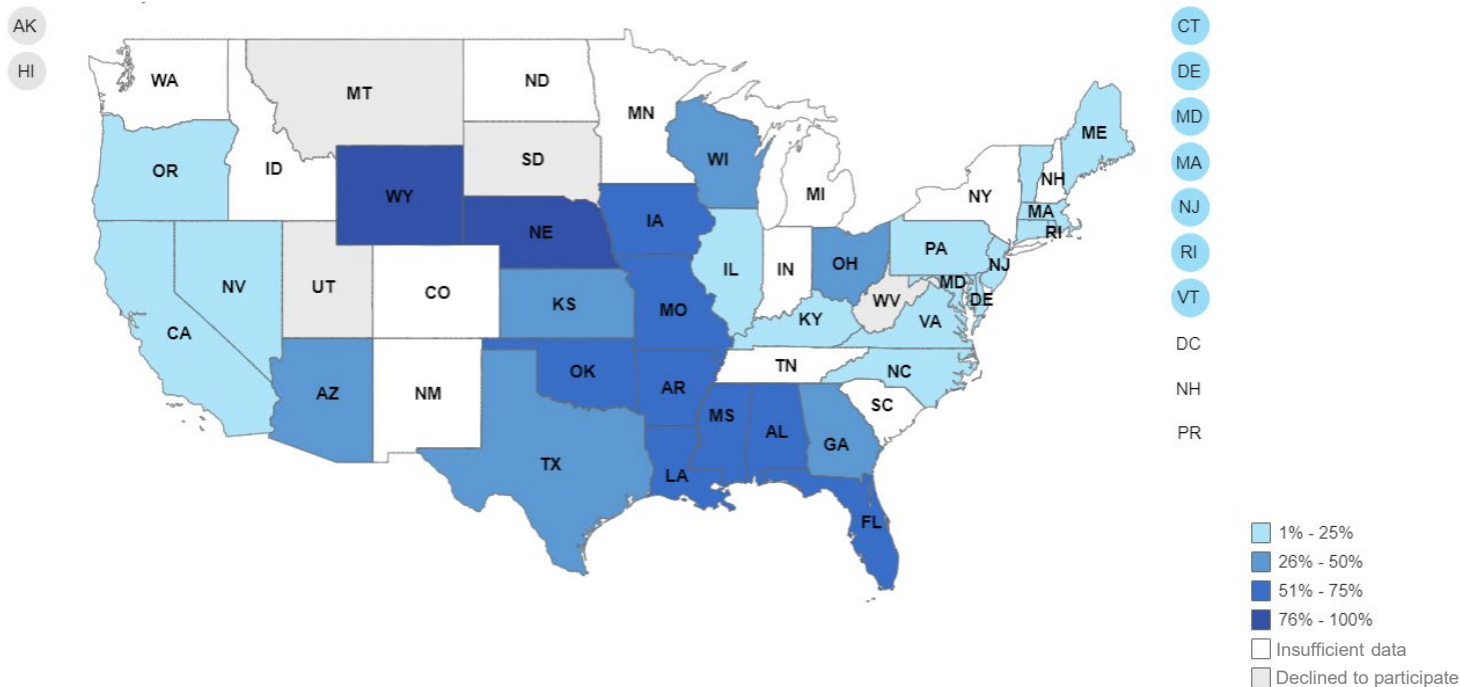 AK
HI
WA
MT
ND
MN
OR
ID
SD
WI
WY
MI
NY
ME
NH
MA
RI
IA
NE
PA
NJ
NV
UT
CO
IL
IN
OH
MD
DE
WV
CA
KS
MO
KY
VA
AZ
NM
OK
AR
TN
NC
SC
MS
AL
GA
TX
LA
FL
CT
DE
MD
MA
NJ
RI
VT
DC
NH
PR
1% - 25%
26% - 50%
51% - 75%
76% - 100%
Insufficient data
Declined to participate